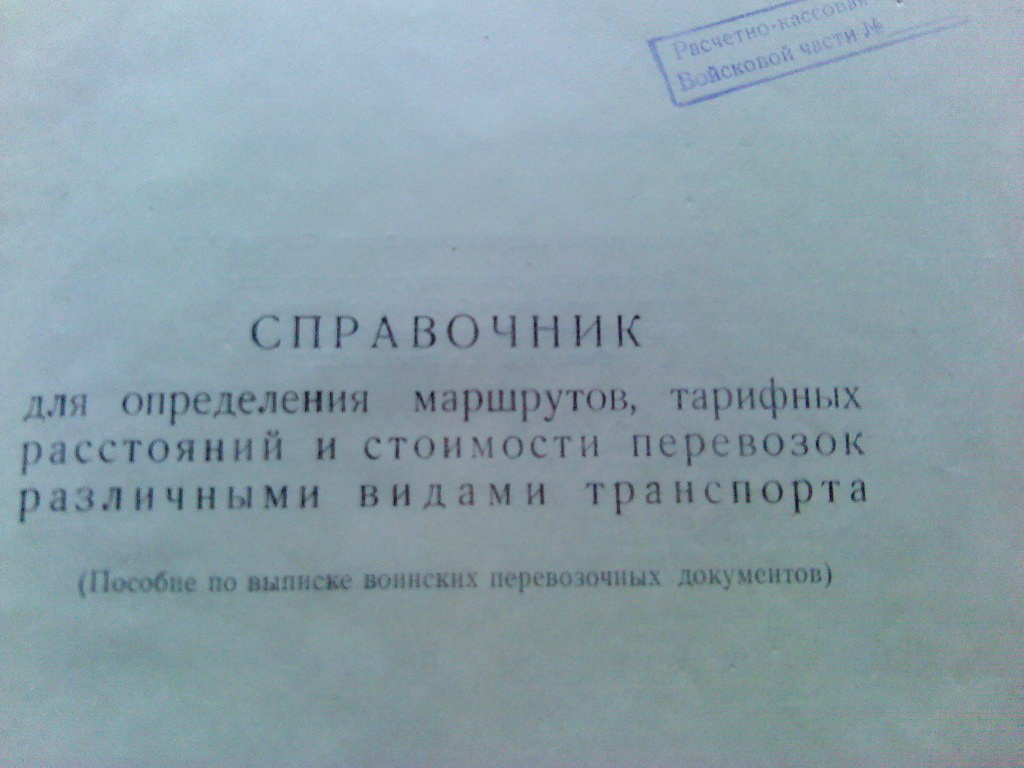 Расчетно-кассовая
Войсковой части №
СПРАВОЧНИК
для определения маршрутов, тарифных
расстояний и стоимости перевозок
различными видами транспорта
(Пособие по выписке воинских перевозочных документов)